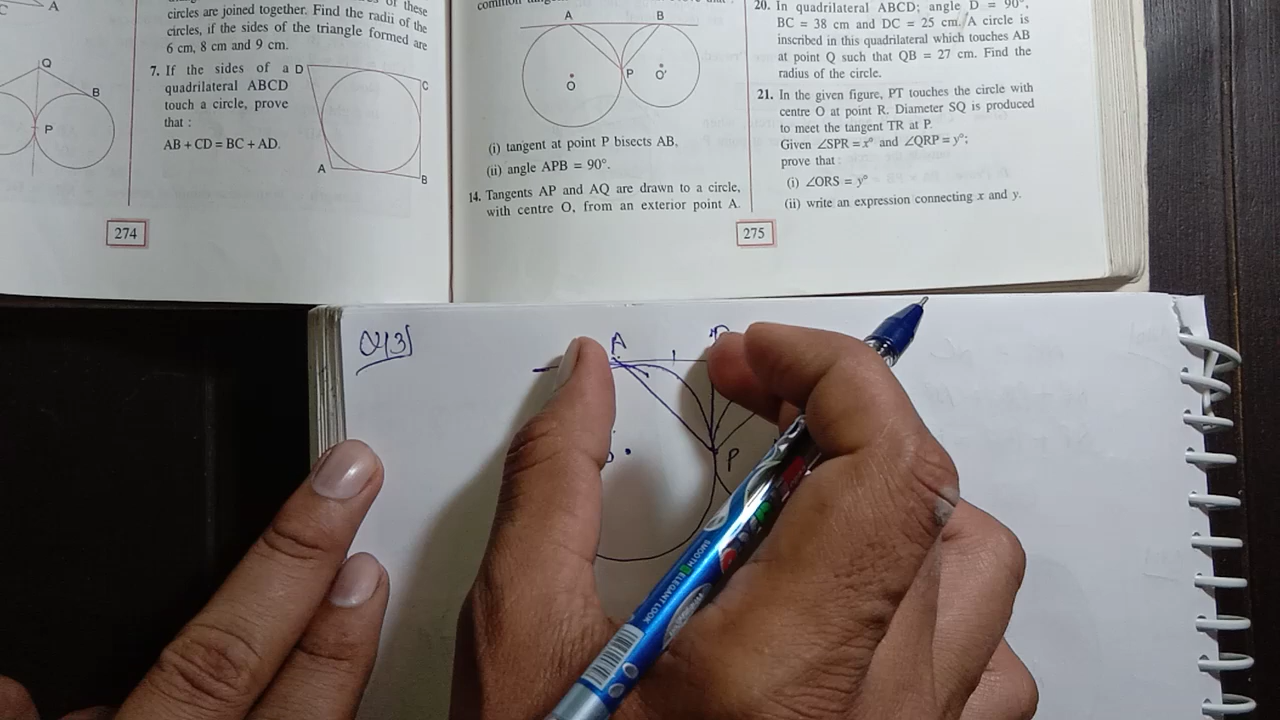 A
C
Q
B
P
of these
circles are joined together. Find the radii of the
circles, if the sides of the triangle formed are
6 cm, 8 cm and 9 cm.
7. If the sides of a
quadrilateral ABCD
touch a circle, prove
that :
AB + CD = BC + AD.
D
C
A
B
274
A
B
P
O
O'
(i) tangent at point P bisects AB,
(ii) angle APB = 90°.
14. Tangents AP and AQ are drawn to a circle,
with centre O, from an exterior point A.
20. In quadrilateral ABCD; angle D = 90°,
BC = 38 cm and DC = 25 cm. A circle is
inscribed in this quadrilateral which touches AB
at point Q such that QB = 27 cm. Find the
radius of the circle.
21. In the given figure, PT touches the circle with
centre O at point R. Diameter SQ is produced
to meet the tangent TR at P.
Given ∠SPR = x° and ∠QRP = y°;
prove that :
(i) ∠ORS = y°
(ii) write an expression connecting x and y.
275
Q13]
A
P
SMOOTH ELEGANT LOOK